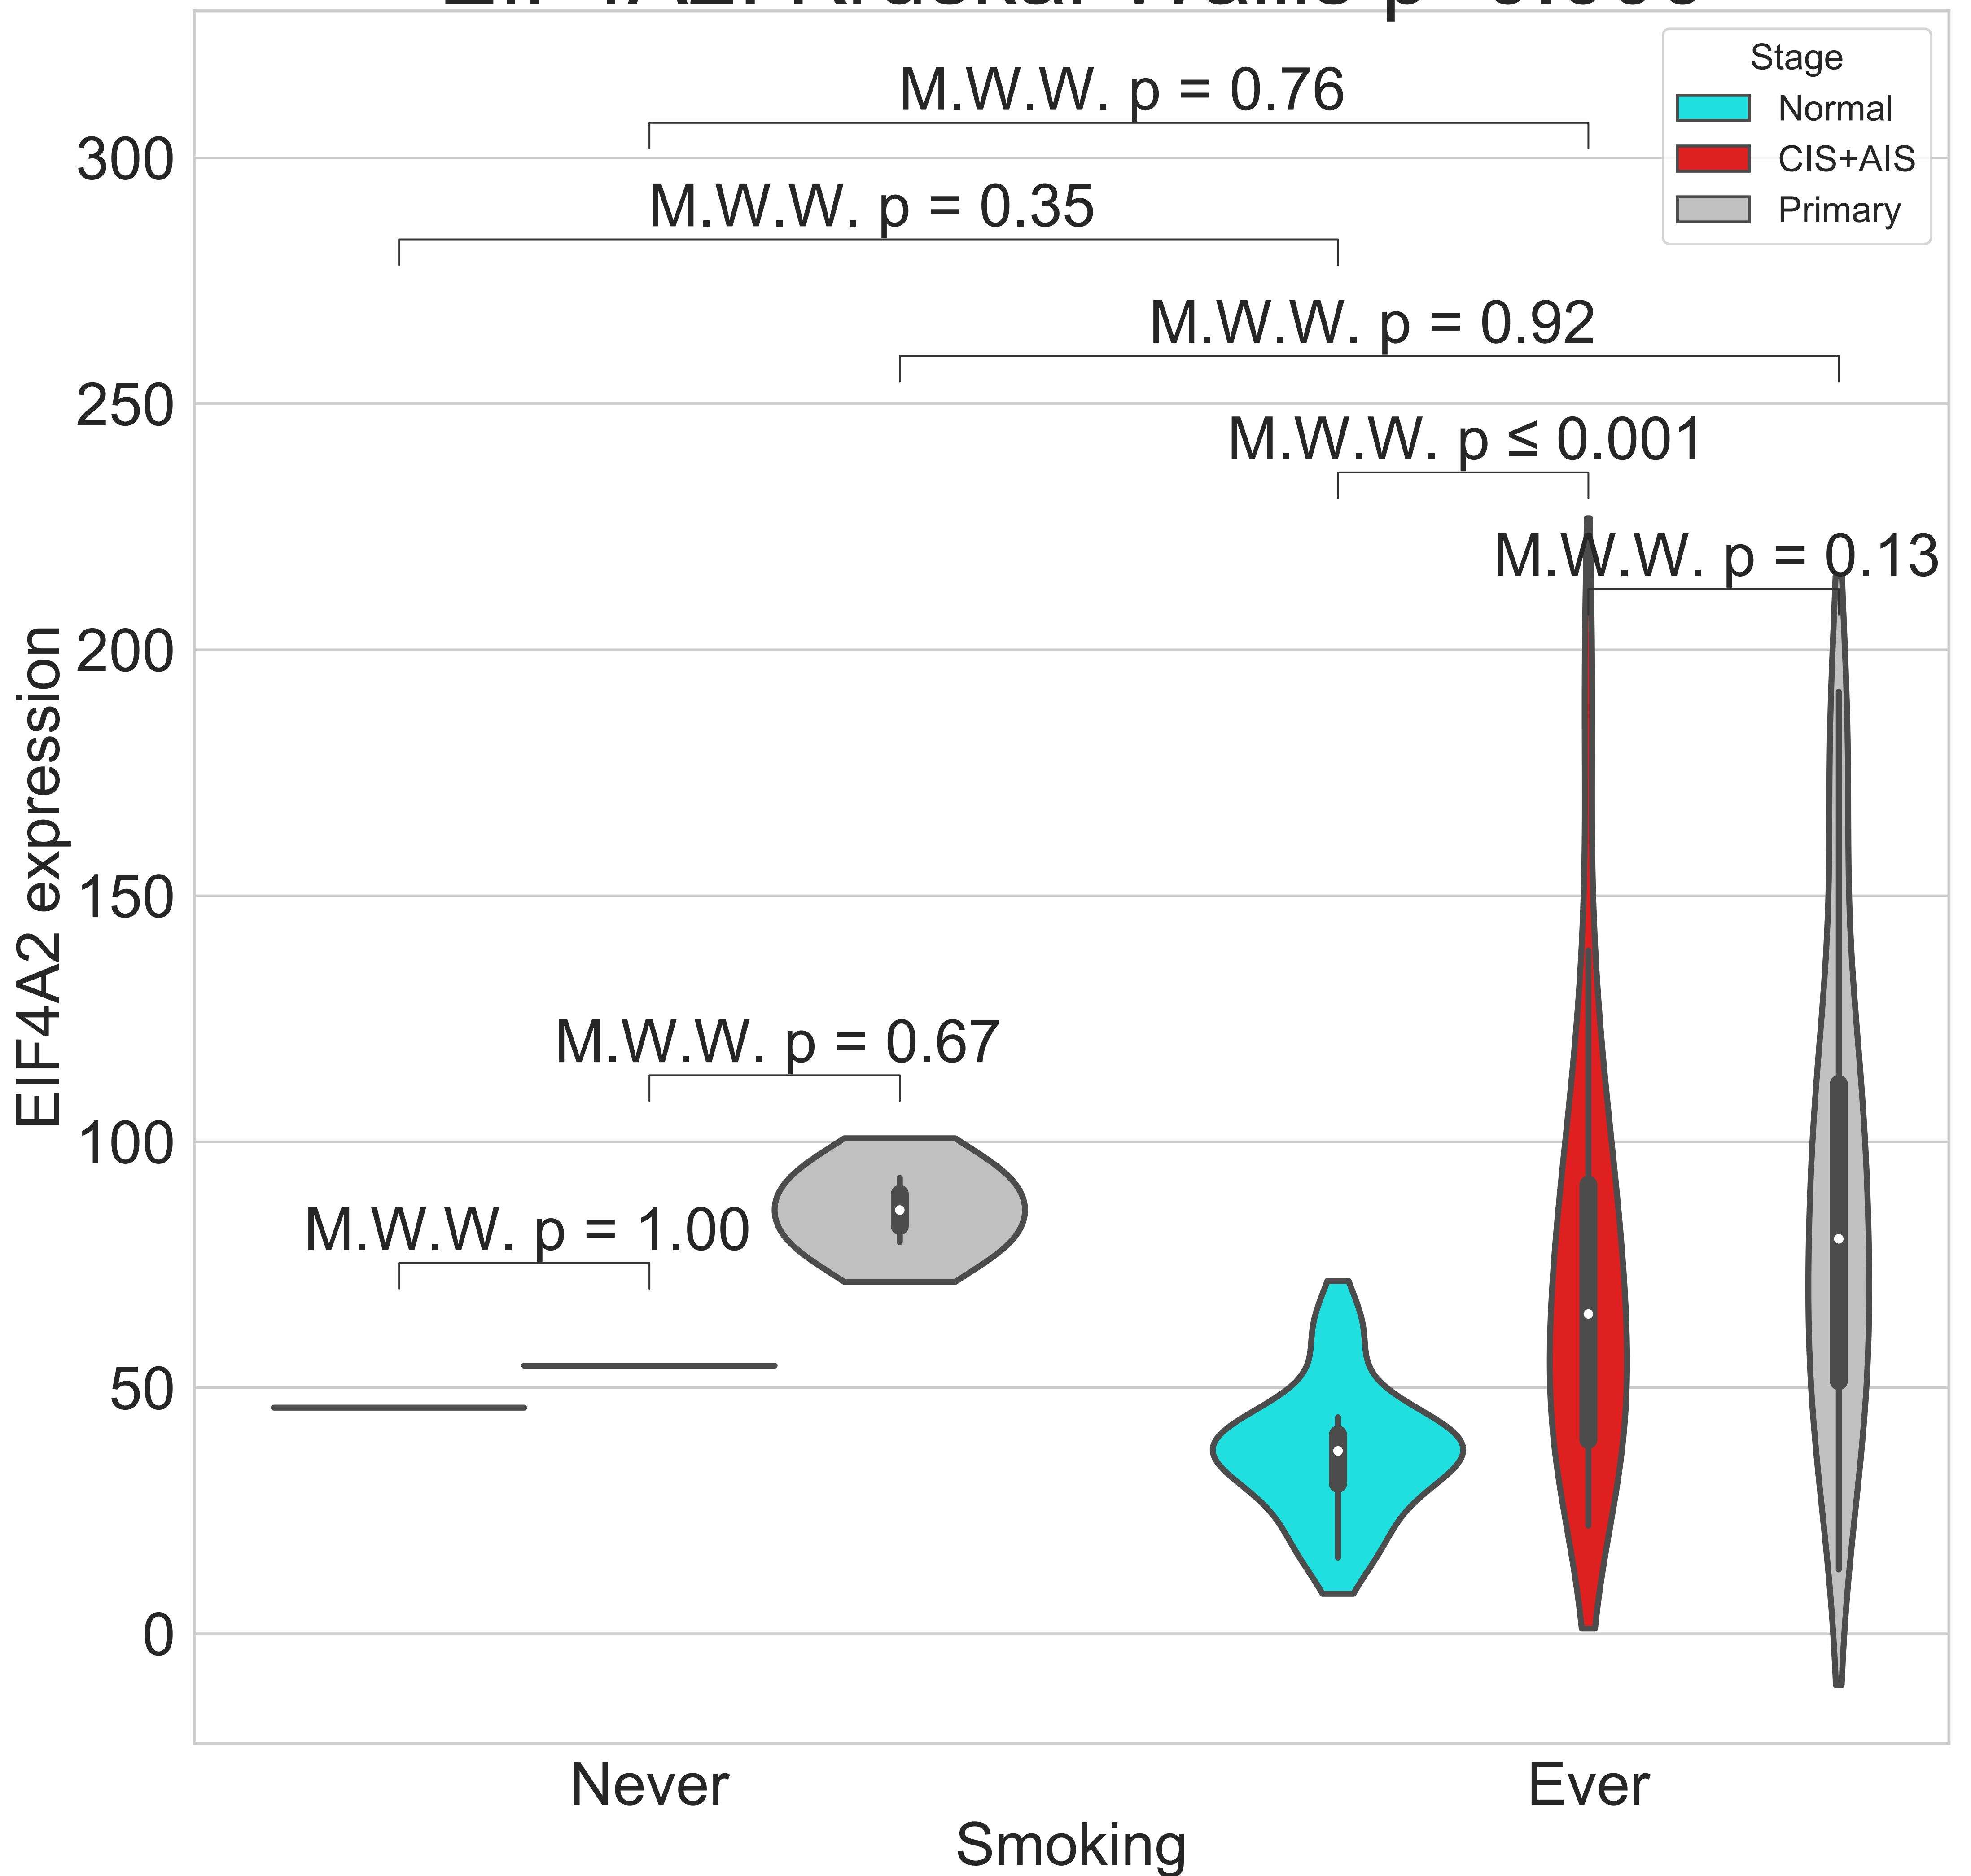 M.W.W. p = 0.76
Stage
Normal
CIS+AIS
Primary
300
M.W.W. p = 0.35
M.W.W. p = 0.92
250
M.W.W. p ≤ 0.001
M.W.W. p = 0.13
200
EIF4A2 expression
150
M.W.W. p = 0.67
100
M.W.W. p = 1.00
50
0
Never
Ever
Smoking